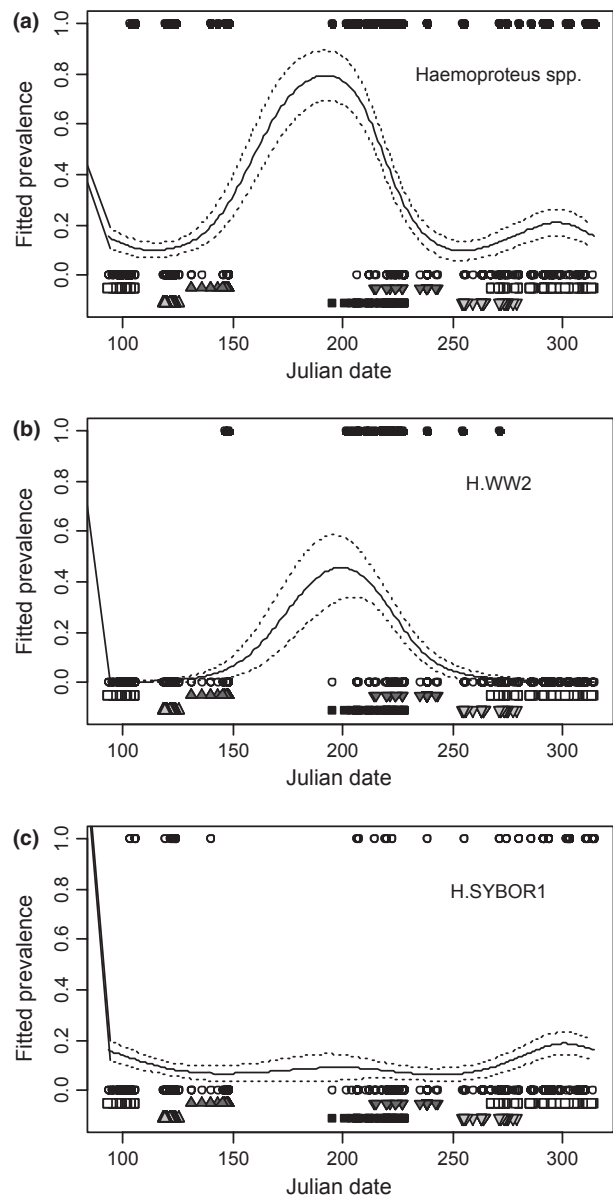 (a)
Haemoproteus spp.
Fitted prevalence
1.0
0.8
0.6
0.4
0.2
0.0
100 150 200 250 300
Julian date
(b)
H.WW2
Fitted prevalence
1.0
0.8
0.6
0.4
0.2
0.0
100 150 200 250 300
Julian date
(c)
H.SYBOR1
Fitted prevalence
1.0
0.8
0.6
0.4
0.2
0.0
100 150 200 250 300
Julian date